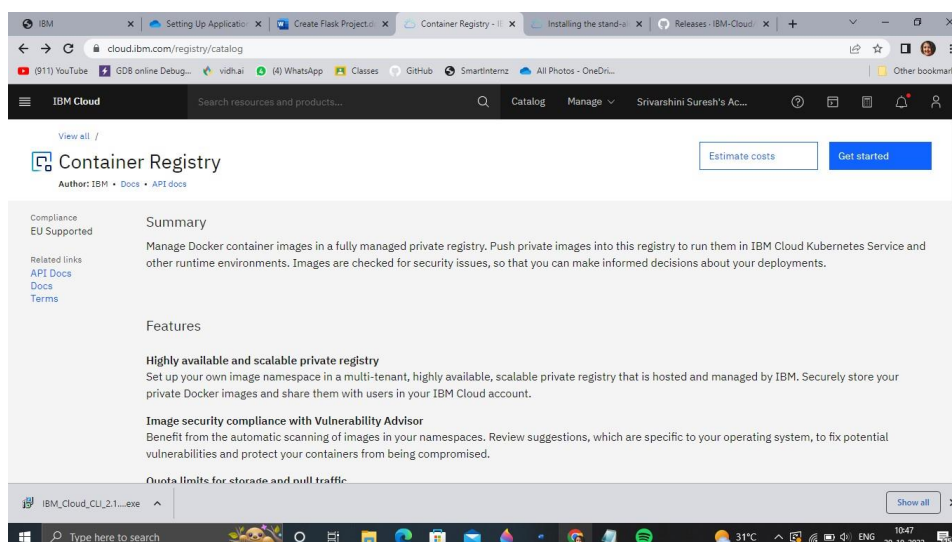 IBM
Setting Up Application
Create Flask Project.d
Container Registry - I
Installing the stand-al
Releases · IBM-Cloud/
cloud.ibm.com/registry/catalog
(911) YouTube
GDB online Debug...
vidh.ai
(4) WhatsApp
Classes
GitHub
SmartInternz
All Photos - OneDri...
Other bookmar
IBM Cloud
Search resources and products...
Catalog
Manage
Srivarshini Suresh's Ac...
View all /
Container Registry
Estimate costs
Get started
Author: IBM • Docs • API docs
Compliance
EU Supported
Related links
API Docs
Docs
Terms
Summary
Manage Docker container images in a fully managed private registry. Push private images into this registry to run them in IBM Cloud Kubernetes Service and
other runtime environments. Images are checked for security issues, so that you can make informed decisions about your deployments.
Features
Highly available and scalable private registry
Set up your own image namespace in a multi-tenant, highly available, scalable private registry that is hosted and managed by IBM. Securely store your
private Docker images and share them with users in your IBM Cloud account.
Image security compliance with Vulnerability Advisor
Benefit from the automatic scanning of images in your namespaces. Review suggestions, which are specific to your operating system, to fix potential
vulnerabilities and protect your containers from being compromised.
Quota limits for storage and pull traffic
IBM_Cloud_CLI_2.1....exe
Show all
Type here to search
31°C
ENG
10:47